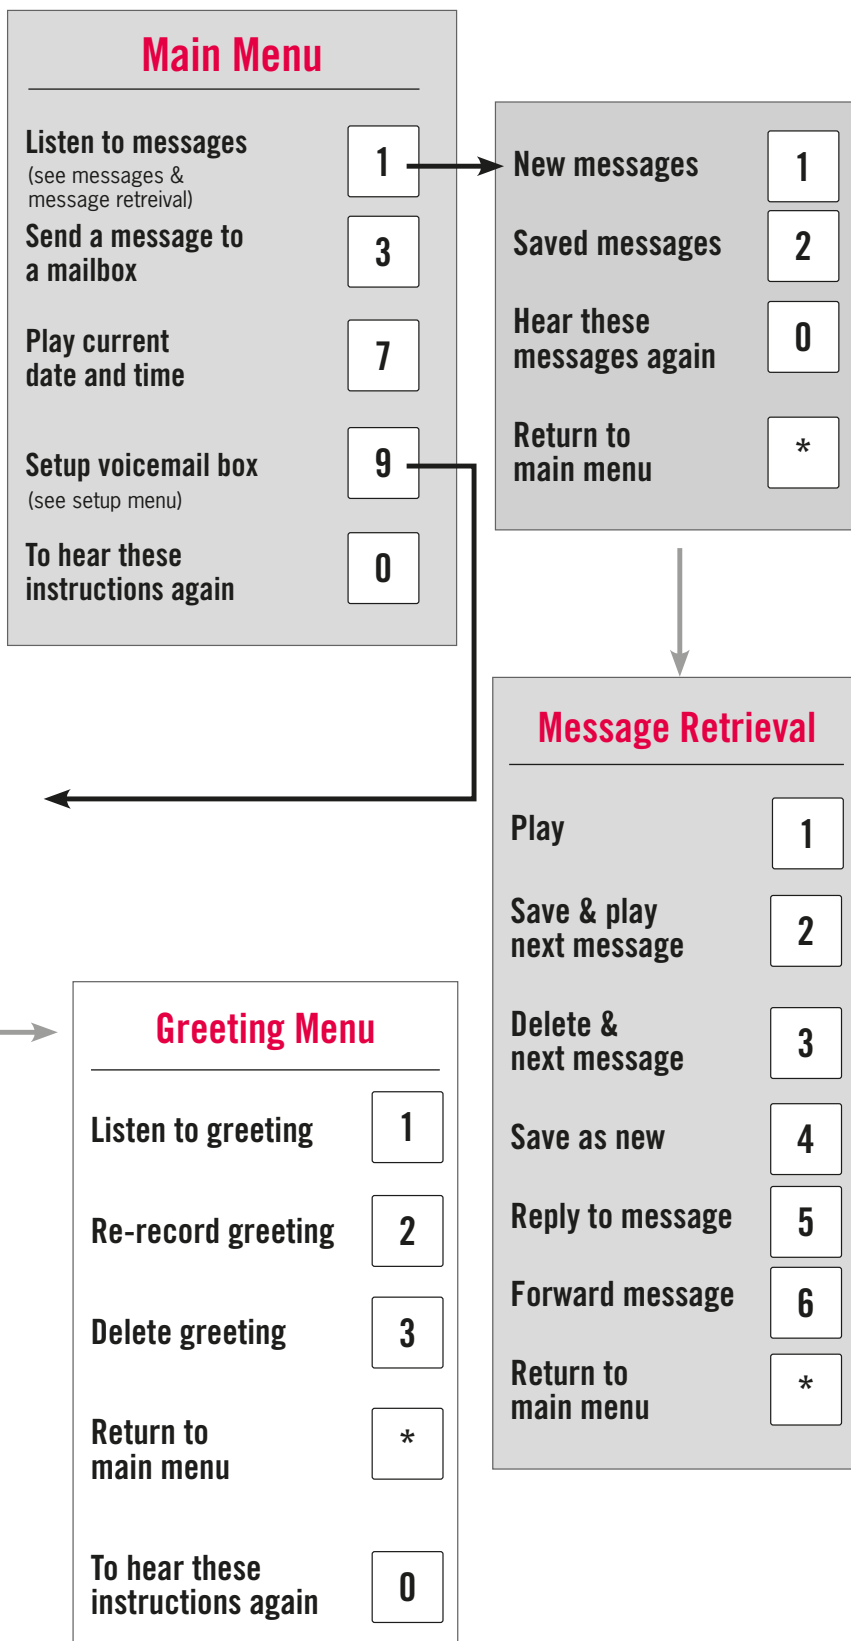 Main Menu
Listen to messages
(see messages &
message retreival)
1
Send a message to
a mailbox
3
Play current
date and time
7
Setup voicemail box
(see setup menu)
9
To hear these
instructions again
0
New messages
1
Saved messages
2
Hear these
messages again
0
Return to
main menu
*
Message Retrieval
Play
1
Save & play
next message
2
Delete &
next message
3
Save as new
4
Reply to message
5
Forward message
6
Return to
main menu
*
Greeting Menu
Listen to greeting
1
Re-record greeting
2
Delete greeting
3
Return to
main menu
*
To hear these
instructions again
0